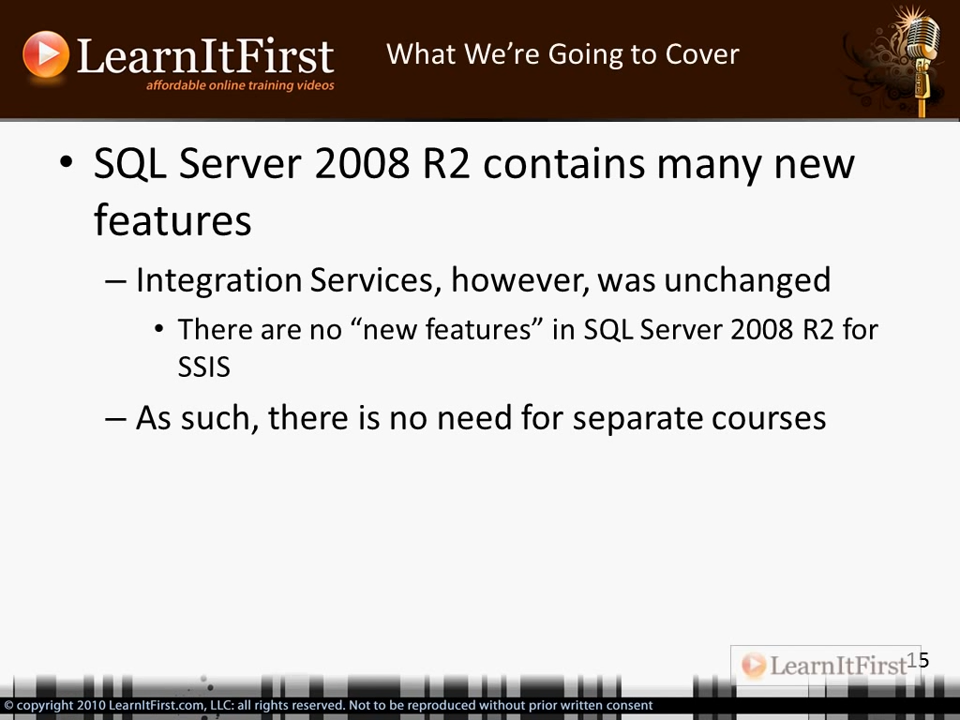 LearnItFirst
affordable online training videos
What We’re Going to Cover
• SQL Server 2008 R2 contains many new
features
– Integration Services, however, was unchanged
• There are no “new features” in SQL Server 2008 R2 for
SSIS
– As such, there is no need for separate courses
LearnItFirst
15
© copyright 2010 LearnItFirst.com, LLC: all rights reserved. Not to be reproduced without prior written consent